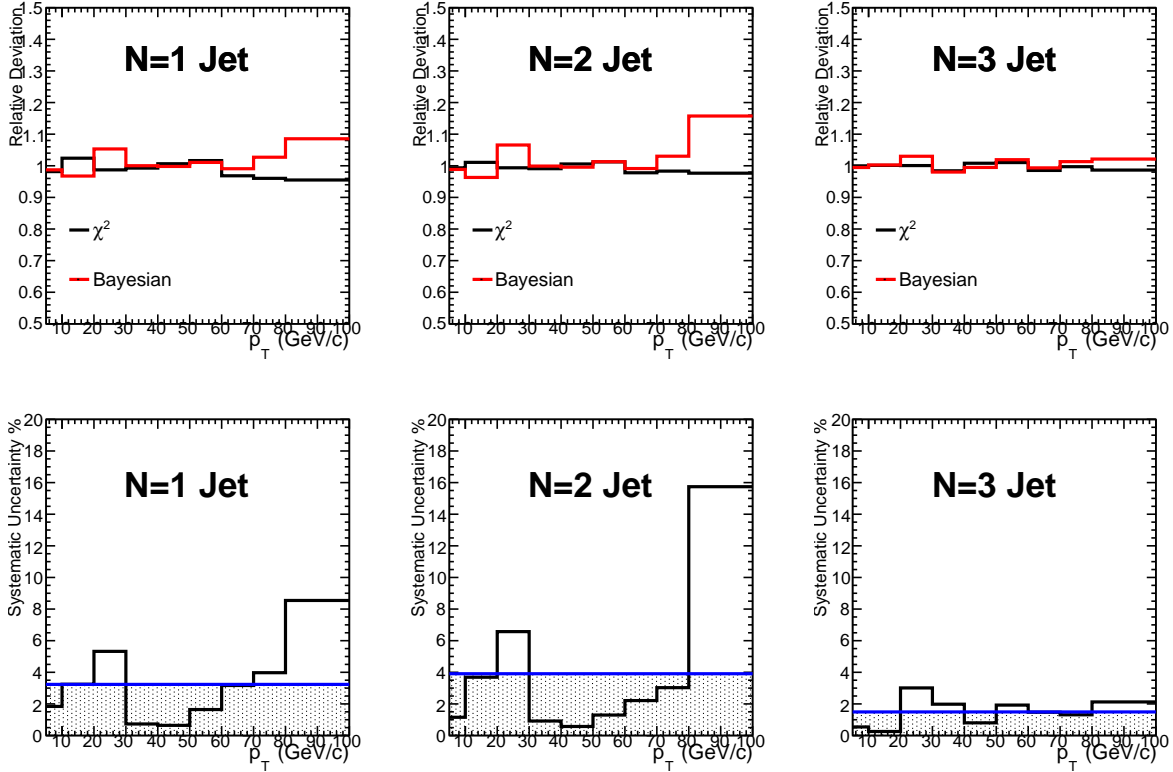 Relative Deviation
1.5
1.4
1.3
1.2
1.1
1
0.9
0.8
0.7
0.6
0.5
N=1 Jet
χ²
Bayesian
10 20 30 40 50 60 70 80 90 100
p_T (GeV/c)
Relative Deviation
1.5
1.4
1.3
1.2
1.1
1
0.9
0.8
0.7
0.6
0.5
N=2 Jet
χ²
Bayesian
10 20 30 40 50 60 70 80 90 100
p_T (GeV/c)
Relative Deviation
1.5
1.4
1.3
1.2
1.1
1
0.9
0.8
0.7
0.6
0.5
N=3 Jet
χ²
Bayesian
10 20 30 40 50 60 70 80 90 100
p_T (GeV/c)
Systematic Uncertainty %
20
18
16
14
12
10
8
6
4
2
0
N=1 Jet
10 20 30 40 50 60 70 80 90 100
p_T (GeV/c)
Systematic Uncertainty %
20
18
16
14
12
10
8
6
4
2
0
N=2 Jet
10 20 30 40 50 60 70 80 90 100
p_T (GeV/c)
Systematic Uncertainty %
20
18
16
14
12
10
8
6
4
2
0
N=3 Jet
10 20 30 40 50 60 70 80 90 100
p_T (GeV/c)